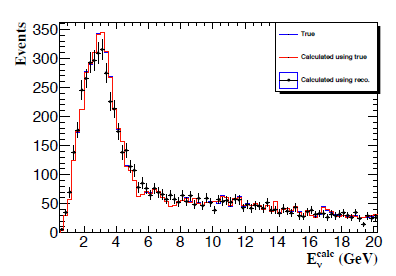 Events
350
300
250
200
150
100
50
0
True
Calculated using true
Calculated using reco.
2 4 6 8 10 12 14 16 18 20
E_ν^calc (GeV)